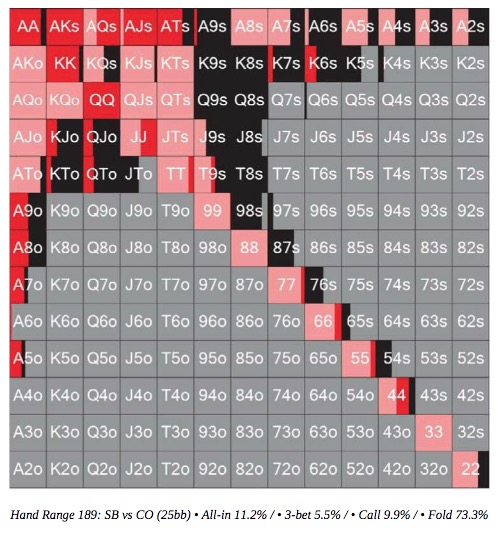 AA AKs AQs AJs ATs A9s A8s A7s A6s A5s A4s A3s A2s
AKo KK KQs KJs KTs K9s K8s K7s K6s K5s K4s K3s K2s
AQo KQo QQ QJs QTs Q9s Q8s Q7s Q6s Q5s Q4s Q3s Q2s
AJo KJo QJo JJ JTs J9s J8s J7s J6s J5s J4s J3s J2s
ATo KTo QTo JTo TT T9s T8s T7s T6s T5s T4s T3s T2s
A9o K9o Q9o J9o T9o 99 98s 97s 96s 95s 94s 93s 92s
A8o K8o Q8o J8o T8o 98o 88 87s 86s 85s 84s 83s 82s
A7o K7o Q7o J7o T7o 97o 87o 77 76s 75s 74s 73s 72s
A6o K6o Q6o J6o T6o 96o 86o 76o 66 65s 64s 63s 62s
A5o K5o Q5o J5o T5o 95o 85o 75o 65o 55 54s 53s 52s
A4o K4o Q4o J4o T4o 94o 84o 74o 64o 54o 44 43s 42s
A3o K3o Q3o J3o T3o 93o 83o 73o 63o 53o 43o 33 32s
A2o K2o Q2o J2o T2o 92o 82o 72o 62o 52o 42o 32o 22
Hand Range 189: SB vs CO (25bb) • All-in 11.2% / • 3-bet 5.5% / • Call 9.9% / • Fold 73.3%